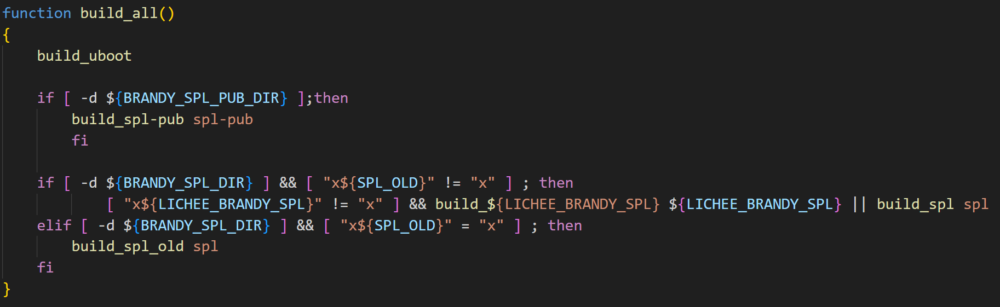 function build_all()
{
    build_uboot

    if [ -d ${BRANDY_SPL_PUB_DIR} ];then
        build_spl-pub spl-pub
        fi

    if [ -d ${BRANDY_SPL_DIR} ] && [ "x${SPL_OLD}" != "x" ] ; then
            [ "x${LICHEE_BRANDY_SPL}" != "x" ] && build_${LICHEE_BRANDY_SPL} ${LICHEE_BRANDY_SPL} || build_spl spl
    elif [ -d ${BRANDY_SPL_DIR} ] && [ "x${SPL_OLD}" = "x" ] ; then
        build_spl_old spl
    fi
}